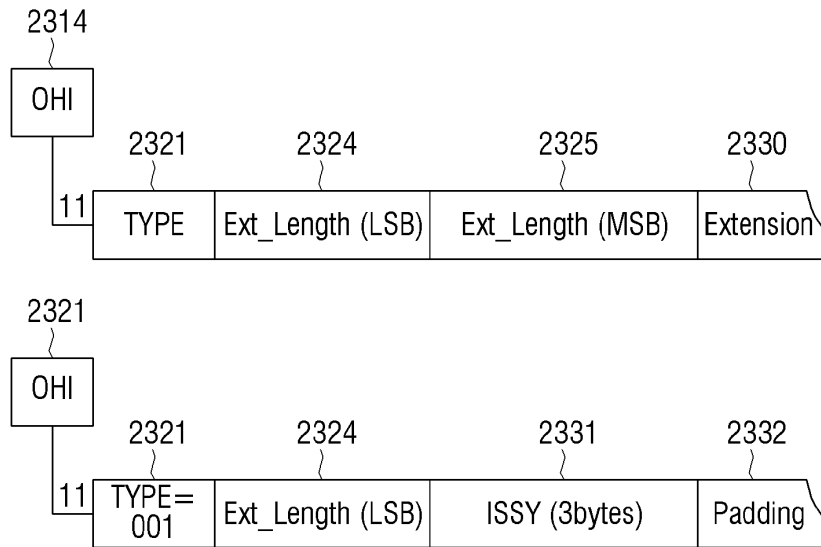 2314
OHI
2321 2324 2325 2330
11 TYPE Ext_Length (LSB) Ext_Length (MSB) Extension
2321
OHI
2321 2324 2331 2332
11 TYPE= Ext_Length (LSB) ISSY (3bytes) Padding
001